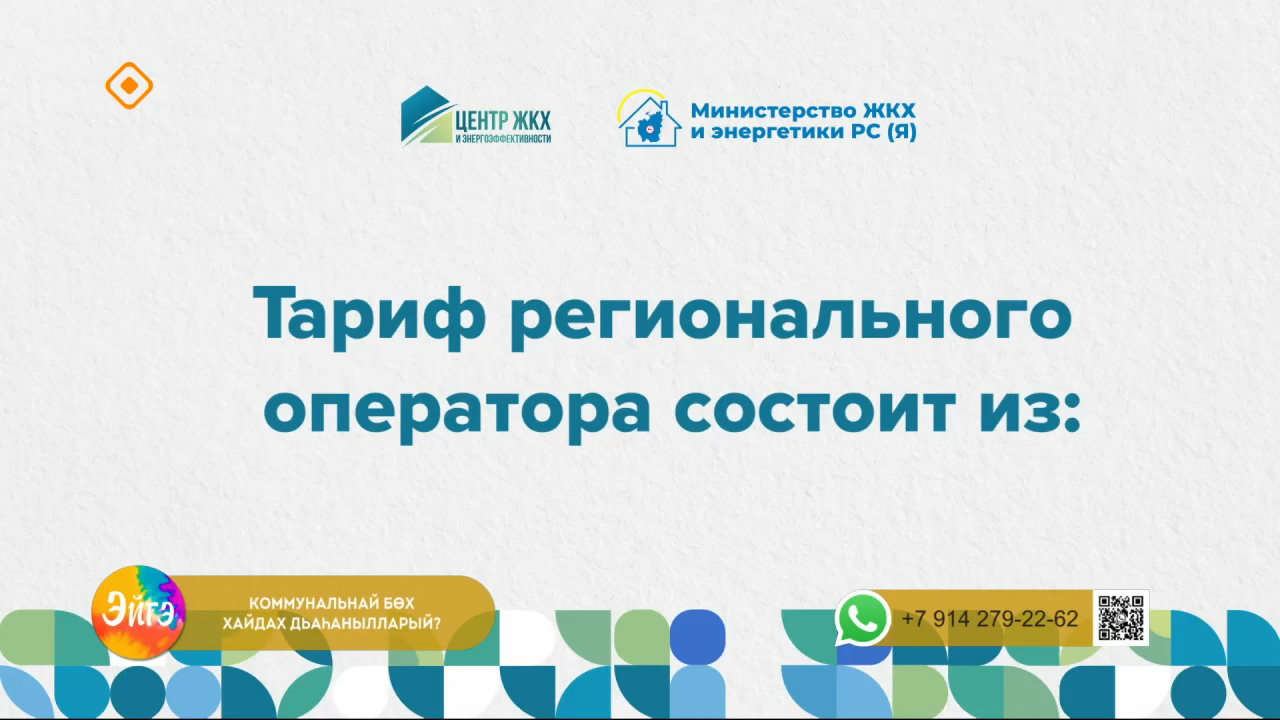 ЦЕНТР ЖКХ
И ЭНЕРГОЭФФЕКТИВНОСТИ
Министерство ЖКХ
и энергетики РС (Я)
Тариф регионального
оператора состоит из:
Эйгэ
КОММУНАЛЬНАЙ БӨХ
ХАЙДАХ ДЬАҺАНЫЛЛАРЫЙ?
+7 914 279-22-62